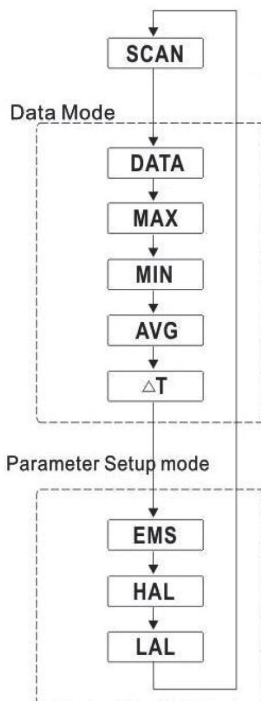 SCAN
Data Mode
DATA
MAX
MIN
AVG
△T
Parameter Setup mode
EMS
HAL
LAL